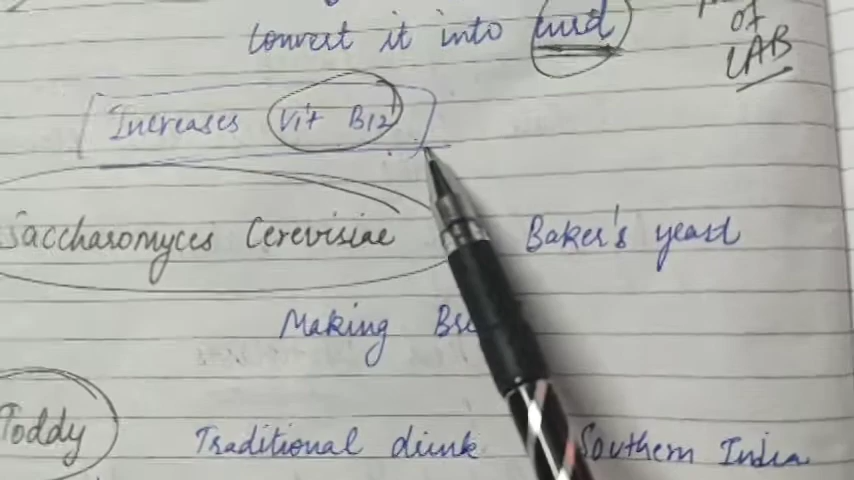 convert it into curd
of
LAB
Increases Vit B12
Saccharomyces Cerevisiae Baker's yeast
Making
Toddy Traditional drink Southern India